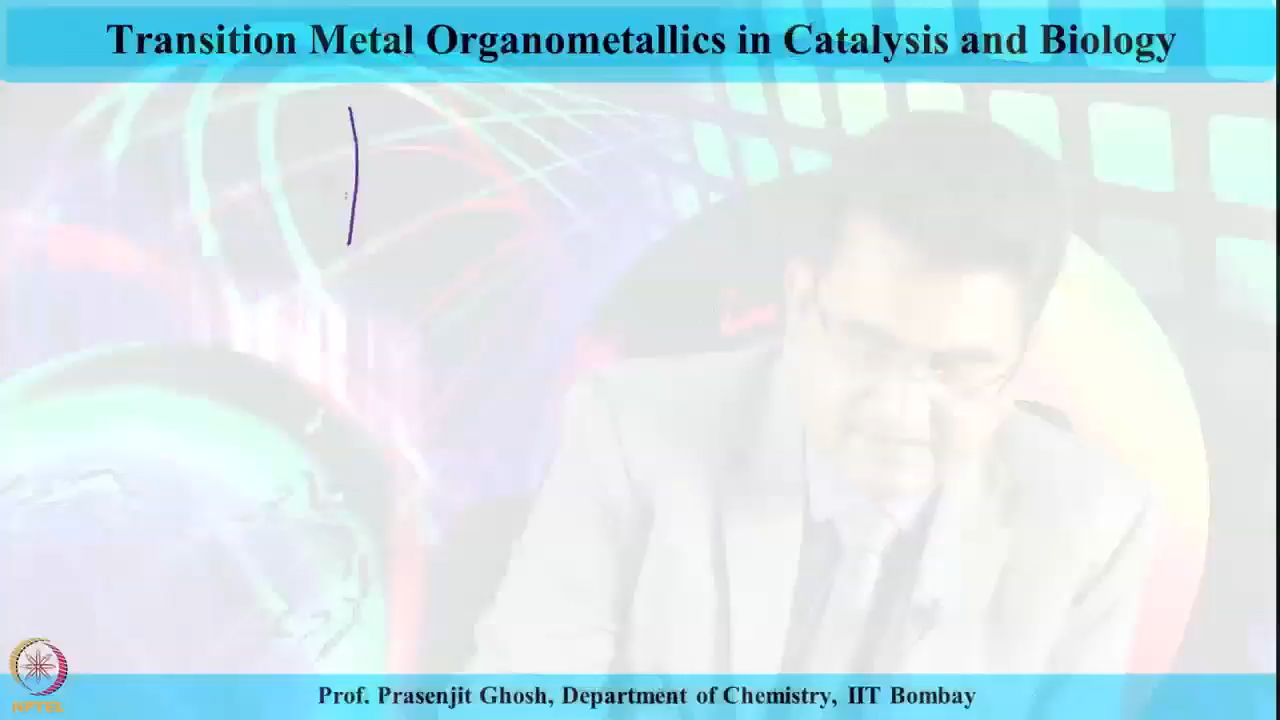 Transition Metal Organometallics in Catalysis and Biology
NPTEL
Prof. Prasenjit Ghosh, Department of Chemistry, IIT Bombay